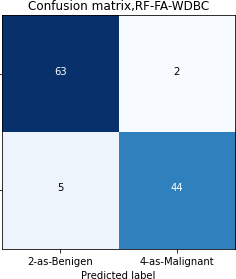 Confusion matrix,RF-FA-WDBC
63 2
5 44
2-as-Benigen 4-as-Malignant
Predicted label